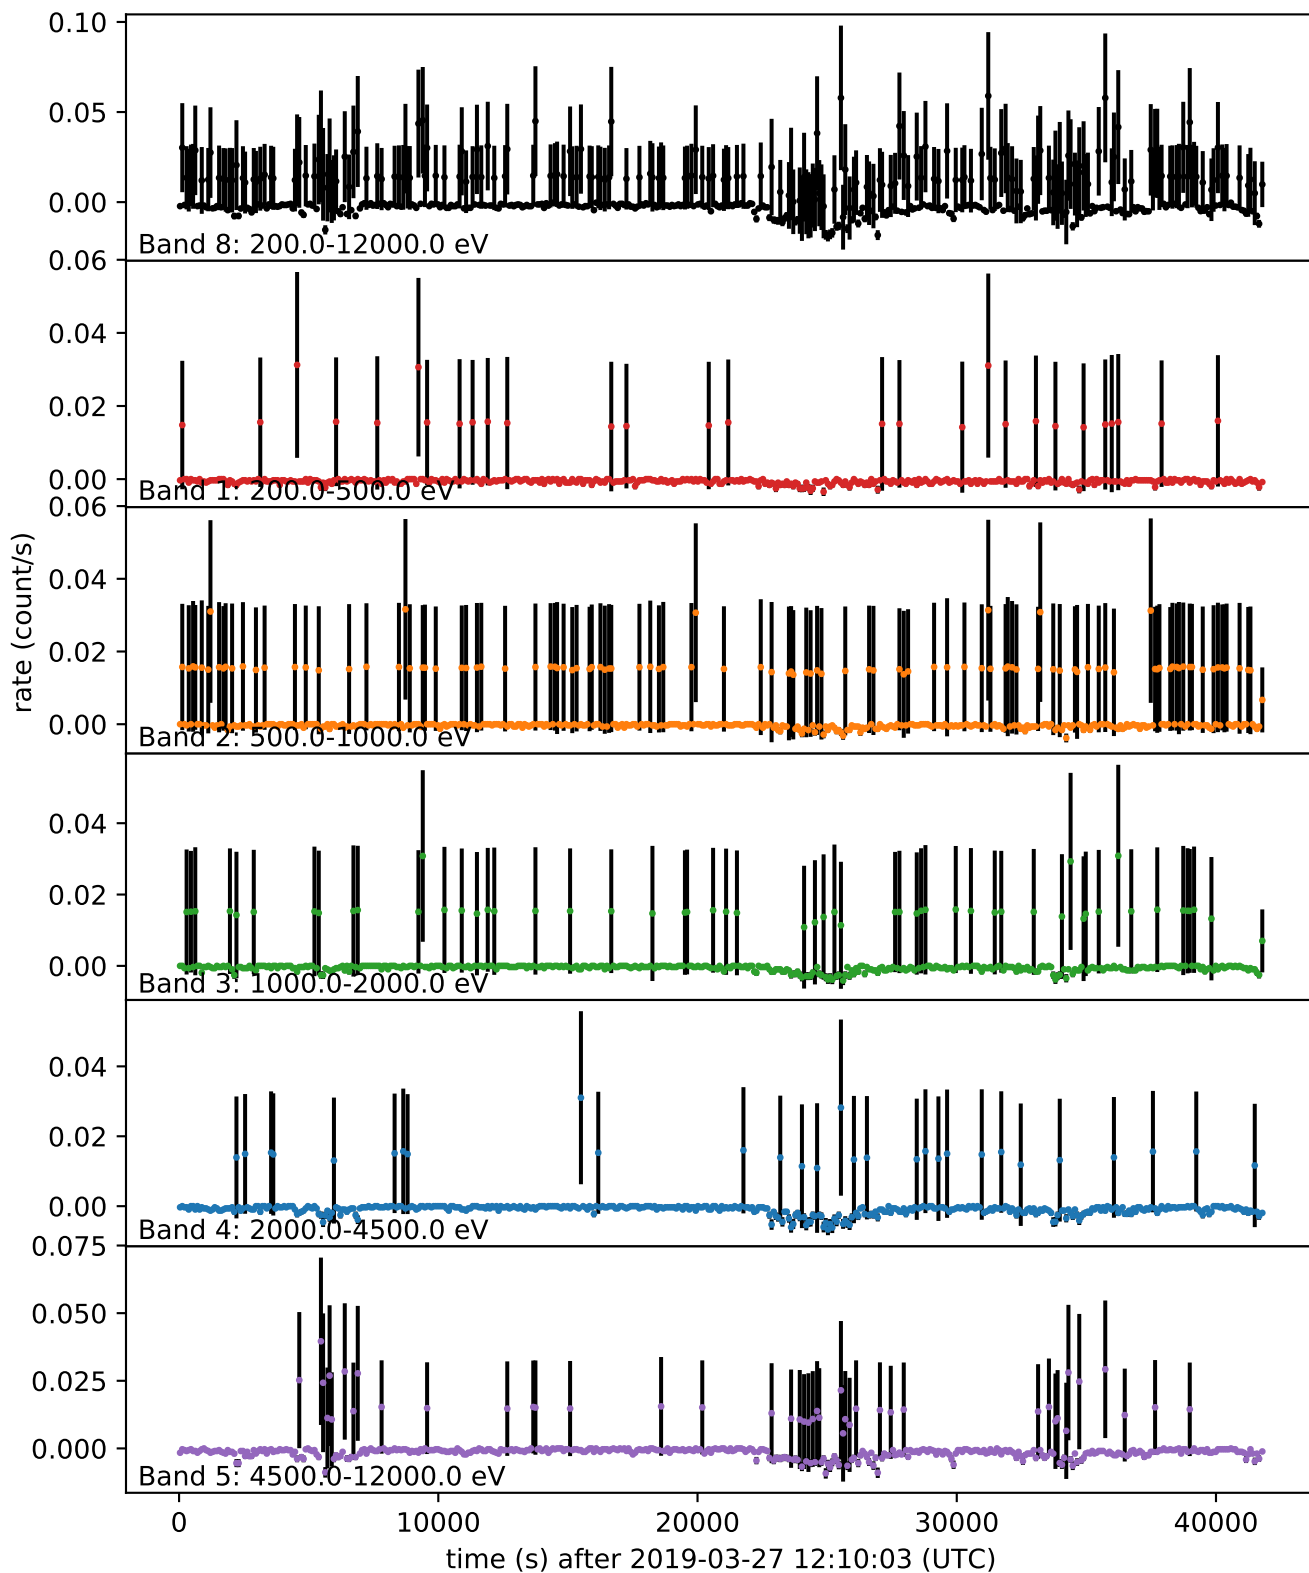 0.10
0.05
0.00
Band 8: 200.0-12000.0 eV
0.06
0.04
0.02
0.00
Band 1: 200.0-500.0 eV
0.06
0.04
0.02
0.00
Band 2: 500.0-1000.0 eV
rate (count/s)
0.04
0.02
0.00
Band 3: 1000.0-2000.0 eV
0.04
0.02
0.00
Band 4: 2000.0-4500.0 eV
0.075
0.050
0.025
0.000
Band 5: 4500.0-12000.0 eV
0 10000 20000 30000 40000
time (s) after 2019-03-27 12:10:03 (UTC)